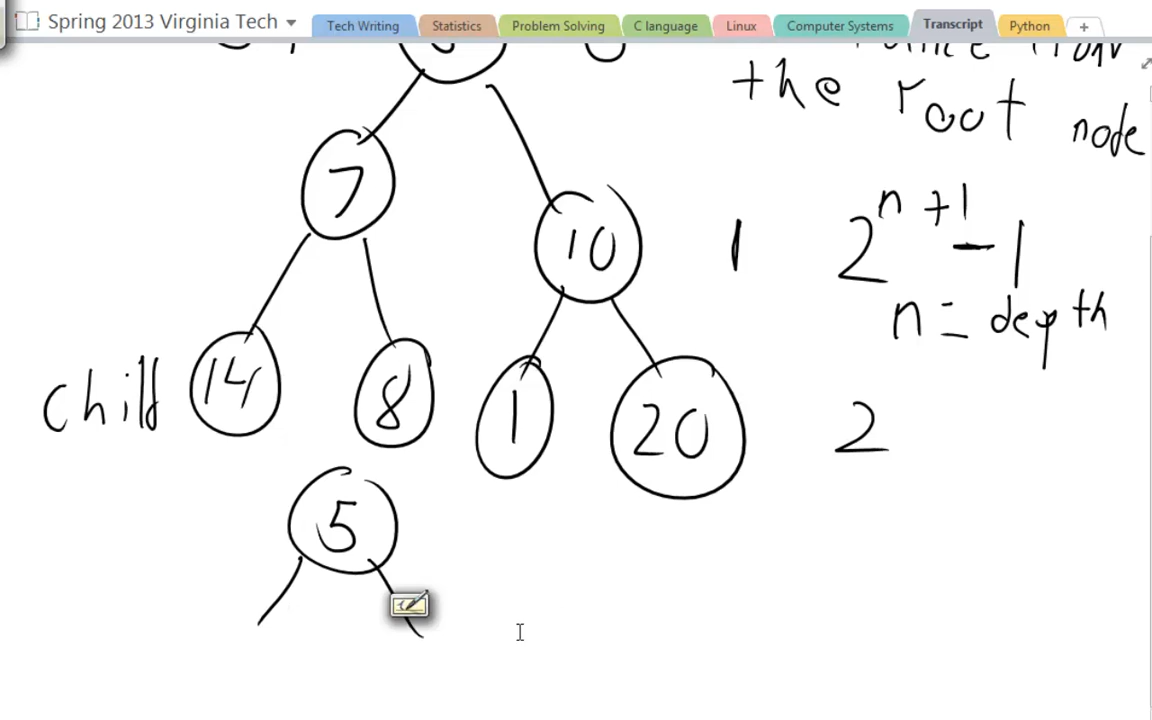 Spring 2013 Virginia Tech
Tech Writing
Statistics
Problem Solving
C language
Linux
Computer Systems
Transcript
Python
+
the root node
7
10
1
2^n+1 - 1
n = depth
child
14
8
1
20
2
5